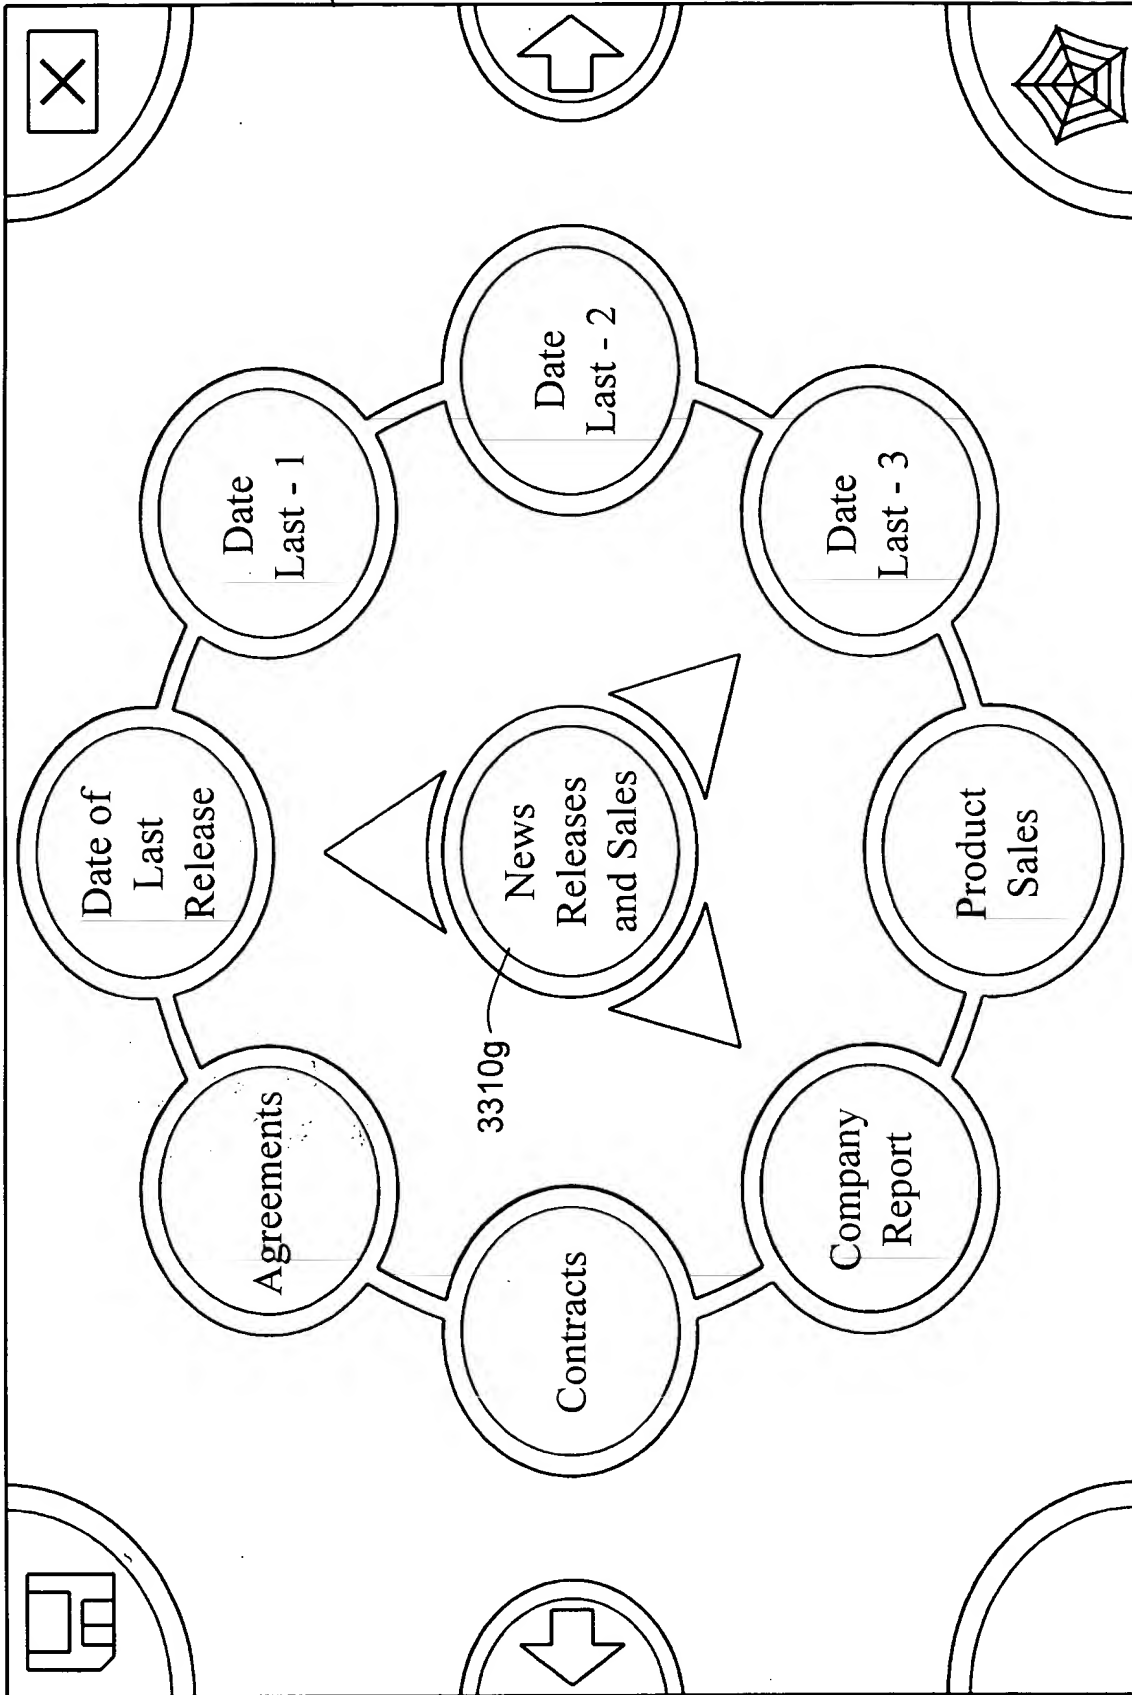 Date of
Last
Release
Date
Last - 1
Date
Last - 2
Date
Last - 3
Product
Sales
Company
Report
Contracts
Agreements
News
Releases
and Sales
3310g